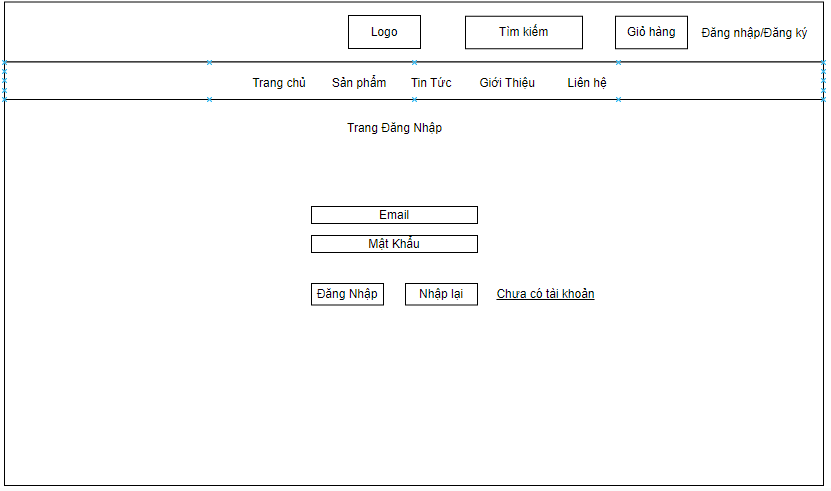 Logo
Tìm kiếm
Giỏ hàng
Đăng nhập/Đăng ký
Trang chủ
Sản phẩm
Tin Tức
Giới Thiệu
Liên hệ
Trang Đăng Nhập
Email
Mật Khẩu
Đăng Nhập
Nhập lại
Chưa có tài khoản